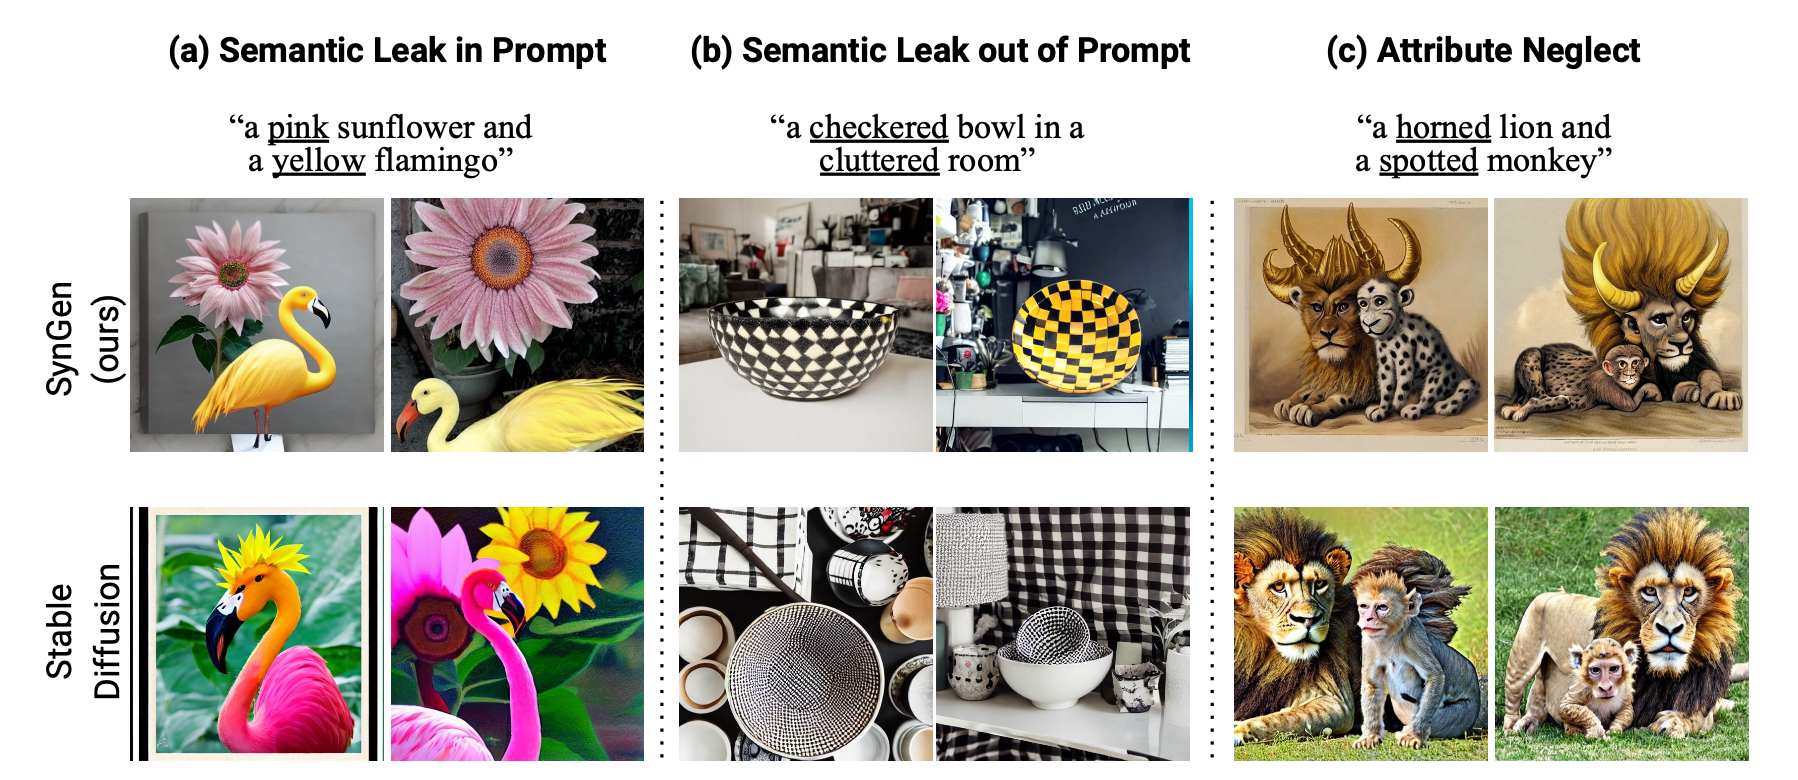 (a) Semantic Leak in Prompt
(b) Semantic Leak out of Prompt
(c) Attribute Neglect
“a pink sunflower and
a yellow flamingo”
“a checkered bowl in a
cluttered room”
“a horned lion and
a spotted monkey”
SynGen
(ours)
Stable
Diffusion